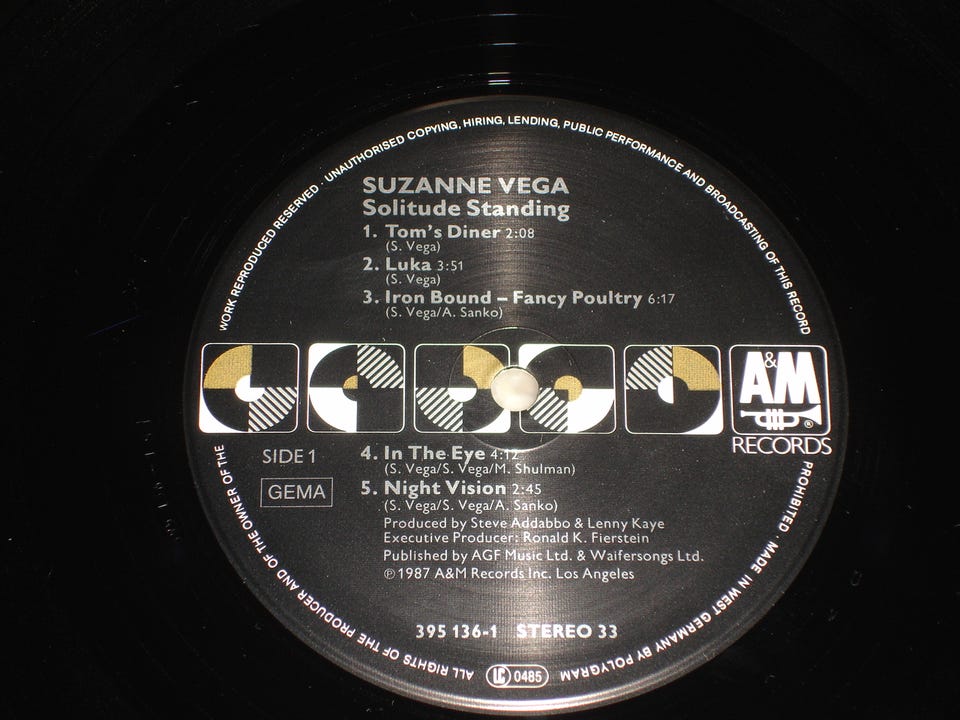 WORK REPRODUCED RESERVED · UNAUTHORISED COPYING, HIRING, LENDING, PUBLIC PERFORMANCE AND BROADCASTING OF THIS RECORD
SUZANNE VEGA
Solitude Standing
1. Tom's Diner 2:08
(S. Vega)
2. Luka 3:51
(S. Vega)
3. Iron Bound – Fancy Poultry 6:17
(S. Vega/A. Sanko)
A&M
®
RECORDS
SIDE 1
GEMA
4. In The Eye 4:12
(S. Vega/S. Vega/M. Shulman)
5. Night Vision 2:45
(S. Vega/S. Vega/A. Sanko)
Produced by Steve Addabbo & Lenny Kaye
Executive Producer: Ronald K. Fierstein
Published by AGF Music Ltd. & Waifersongs Ltd.
℗ 1987 A&M Records Inc. Los Angeles
395 136-1 STEREO 33
PROHIBITED · MADE IN WEST GERMANY BY POLYGRAM
LC 0485
ALL RIGHTS OF THE PRODUCER AND OF THE OWNER OF THE